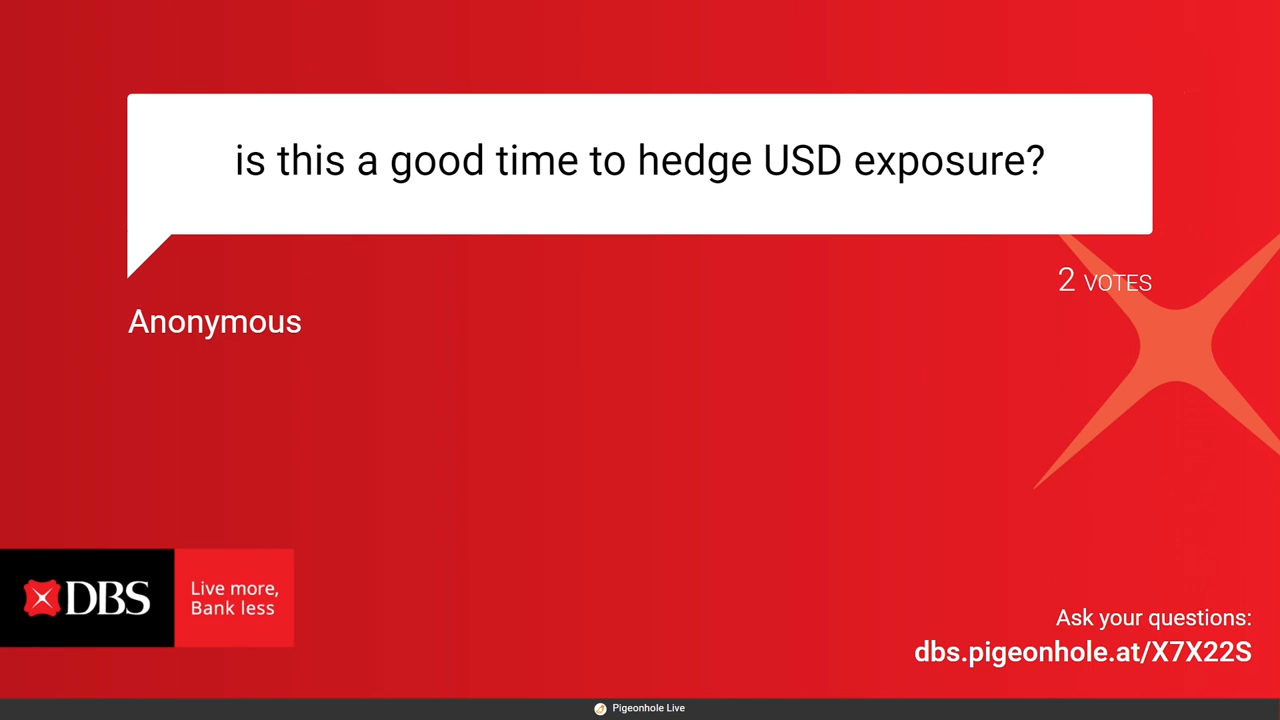 is this a good time to hedge USD exposure?
2 VOTES
Anonymous
DBS
Live more,
Bank less
Ask your questions:
dbs.pigeonhole.at/X7X22S
Pigeonhole Live